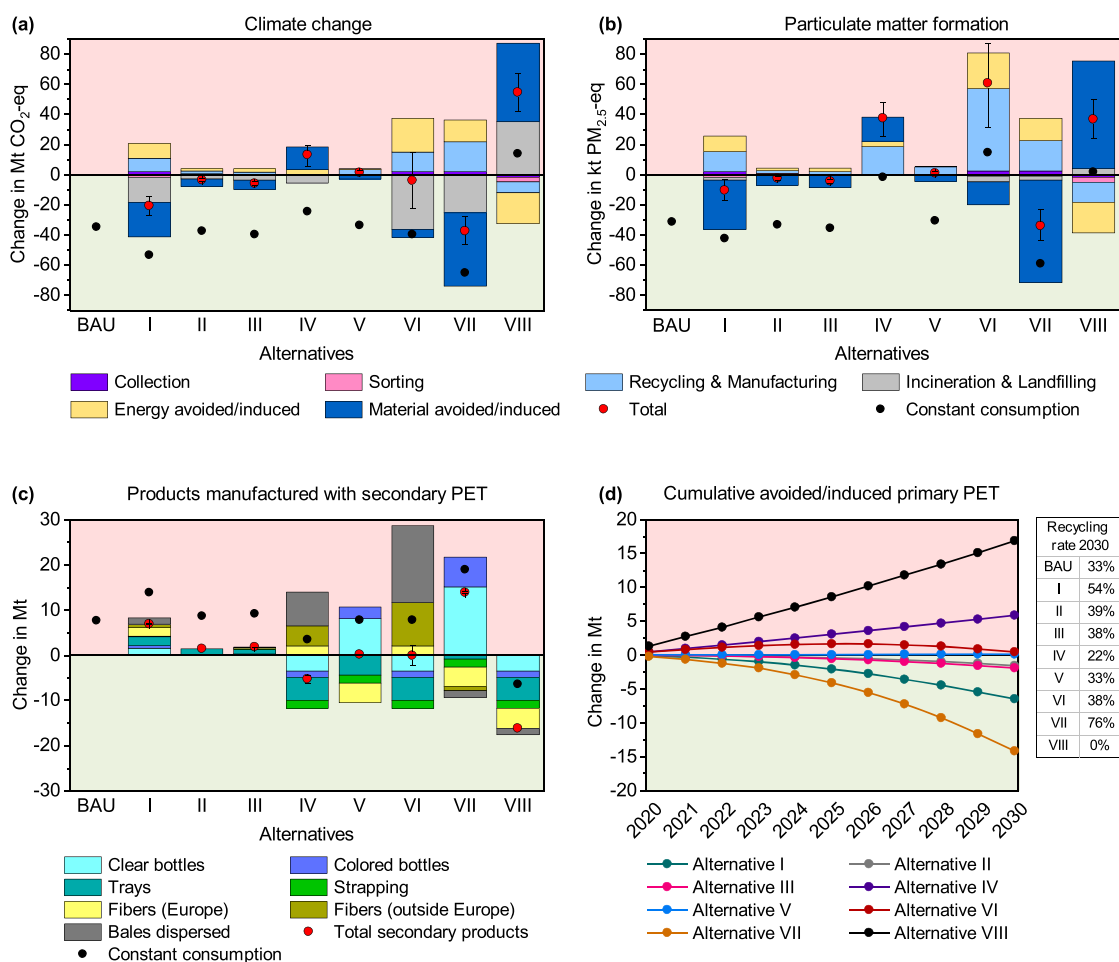 (a) Climate change
Change in Mt CO2-eq
80
60
40
20
0
-20
-40
-60
-80
BAU I II III IV V VI VII VIII
Alternatives
(b) Particulate matter formation
Change in kt PM2.5-eq
80
60
40
20
0
-20
-40
-60
-80
BAU I II III IV V VI VII VIII
Alternatives
Collection Sorting Recycling & Manufacturing Incineration & Landfilling
Energy avoided/induced Material avoided/induced Total Constant consumption
(c) Products manufactured with secondary PET
Change in Mt
30
20
10
0
-10
-20
-30
BAU I II III IV V VI VII VIII
Alternatives
Clear bottles Colored bottles
Trays Strapping
Fibers (Europe) Fibers (outside Europe)
Bales dispersed Total secondary products
Constant consumption
(d) Cumulative avoided/induced primary PET
Change in Mt
20
15
10
5
0
-5
-10
-15
-20
2020 2021 2022 2023 2024 2025 2026 2027 2028 2029 2030
Alternative I Alternative II
Alternative III Alternative IV
Alternative V Alternative VI
Alternative VII Alternative VIII
Recycling
rate 2030
BAU 33%
I 54%
II 39%
III 38%
IV 22%
V 33%
VI 38%
VII 76%
VIII 0%